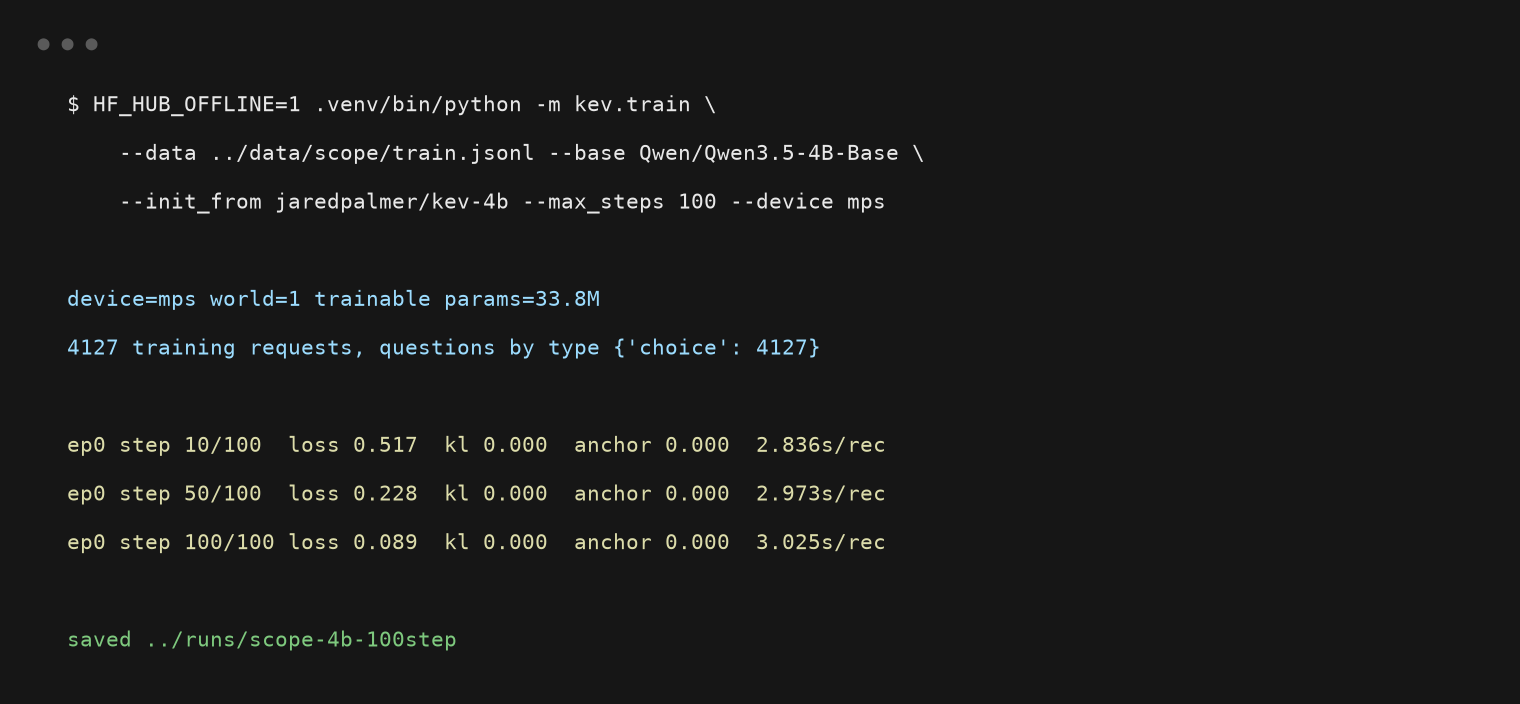 $ HF_HUB_OFFLINE=1 .venv/bin/python -m kev.train \
--data ../data/scope/train.jsonl --base Qwen/Qwen3.5-4B-Base \
--init_from jaredpalmer/kev-4b --max_steps 100 --device mps
device=mps world=1 trainable params=33.8M
4127 training requests, questions by type {'choice': 4127}
ep0 step 10/100  loss 0.517  kl 0.000  anchor 0.000  2.836s/rec
ep0 step 50/100  loss 0.228  kl 0.000  anchor 0.000  2.973s/rec
ep0 step 100/100 loss 0.089  kl 0.000  anchor 0.000  3.025s/rec
saved ../runs/scope-4b-100step